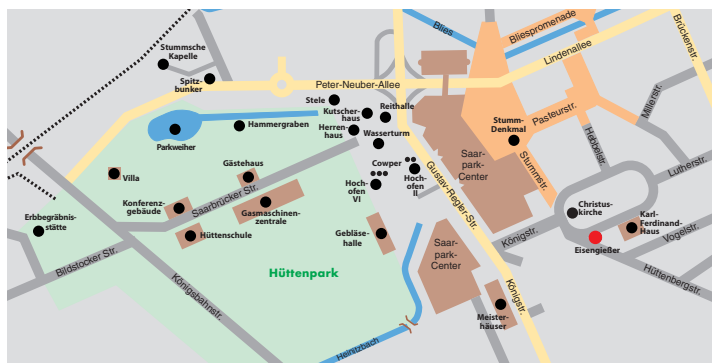 Stummsche
Kapelle
Spitz-
bunker
Peter-Neuber-Allee
Blies
Bliespromenade
Lindenallee
Brückenstr.
Stele
Kutscher-
haus
Reithalle
Hammergraben
Herren-
haus
Wasserturm
Parkweiher
Stumm-
Denkmal
Pasteurstr.
Hebbelstr.
Millerstr.
Lutherstr.
Saar-
park-
Center
Stummstr.
Villa
Gästehaus
Cowper
Hoch-
ofen
VI
Hoch-
ofen
II
Gustav-Regler-Str.
Konferenz-
gebäude
Saarbrücker Str.
Gasmaschinen-
zentrale
Christus-
kirche
Karl-
Ferdinand-
Haus
Erbbegräbnis-
stätte
Hüttenschule
Gebläse-
halle
Saar-
park-
Center
Königstr.
Eisengießer
Vogelstr.
Bildstocker Str.
Hüttenpark
Hüttenbergstr.
Königsbahnstr.
Königstr.
Meister-
häuser
Heinitzbach